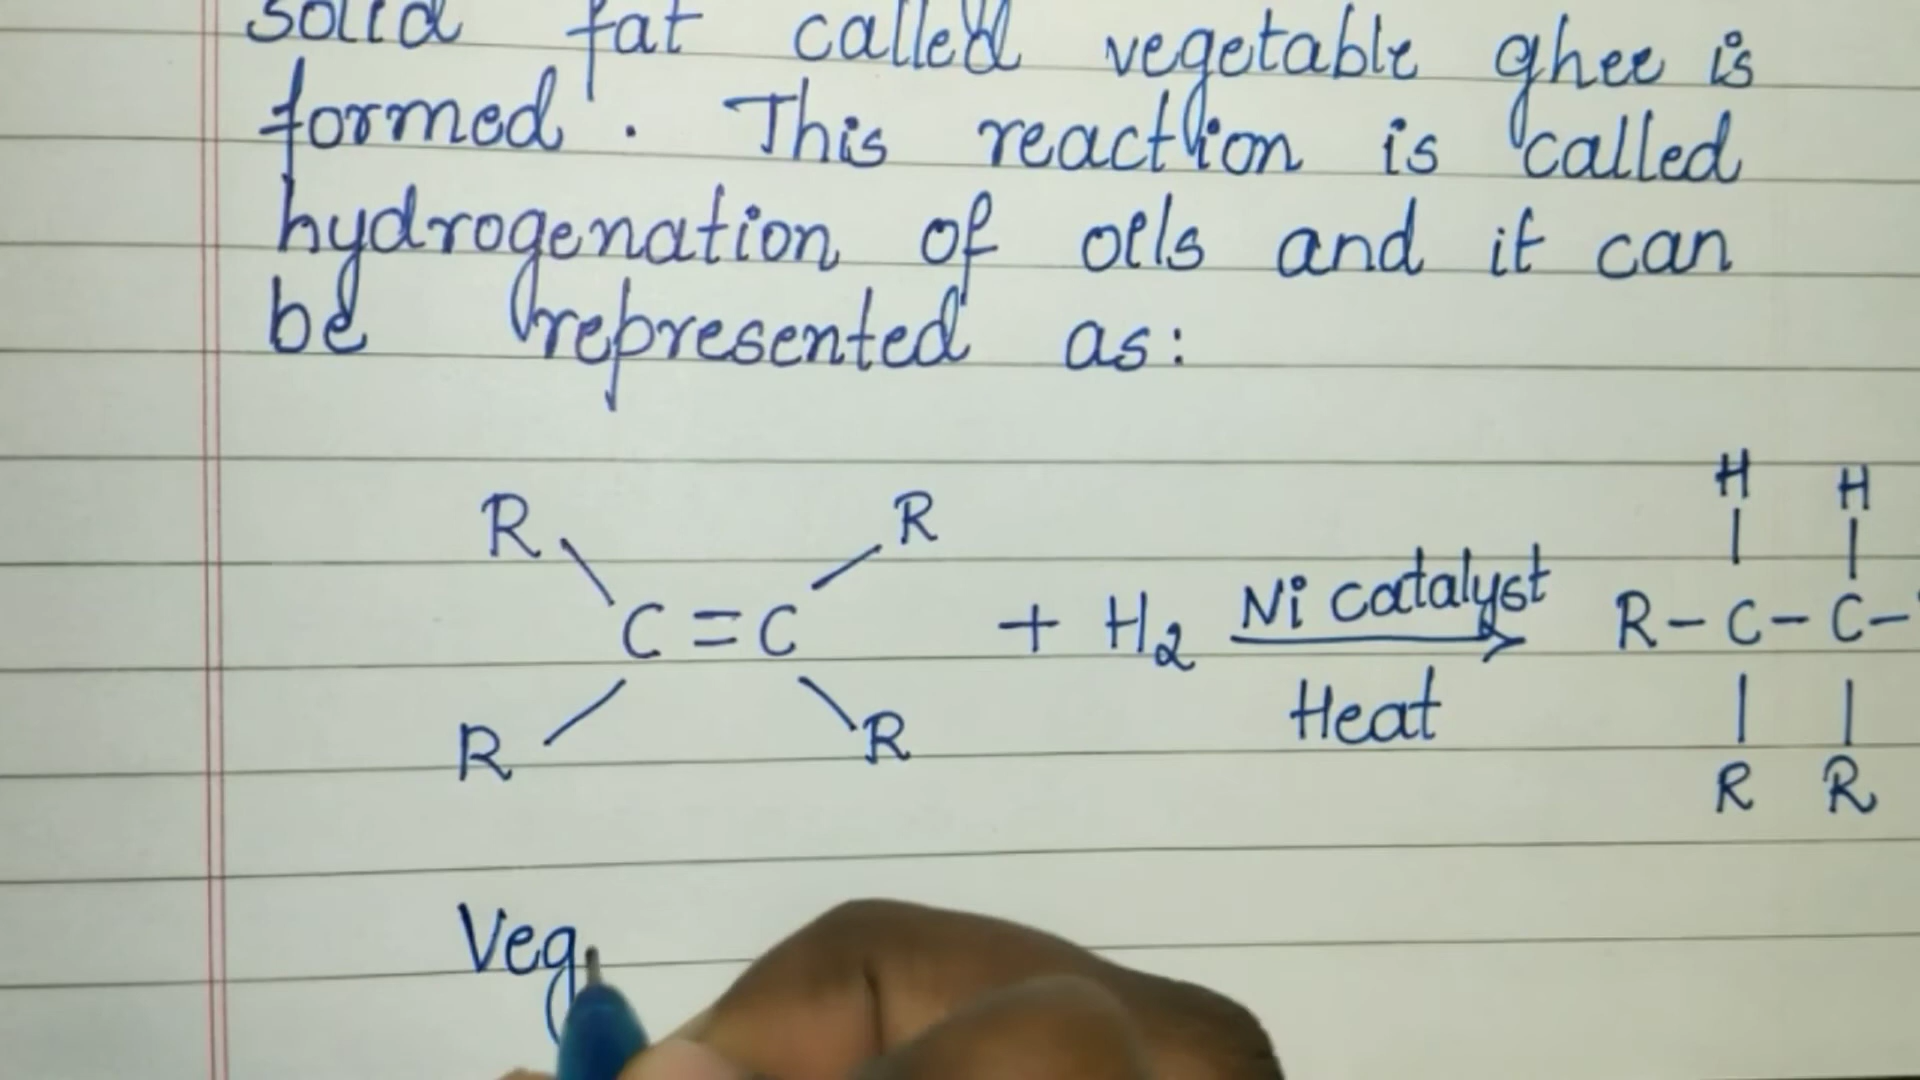 solid fat called vegetable ghee is
formed. This reaction is called
hydrogenation of oils and it can
be represented as:
H H
R R
C = C + H2 Ni catalyst R - C - C -
Heat
R R
R R
Veg